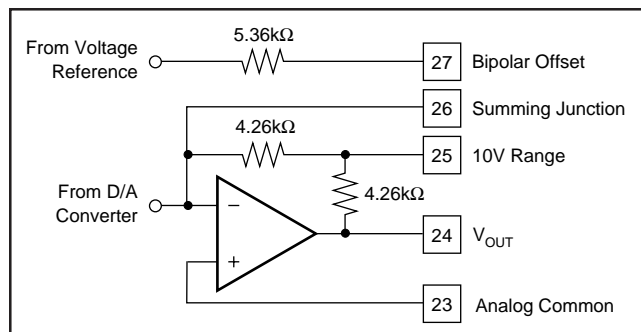 From Voltage
Reference
5.36kΩ
27 Bipolar Offset
26 Summing Junction
4.26kΩ
25 10V Range
4.26kΩ
From D/A
Converter
−
+
24 VOUT
23 Analog Common